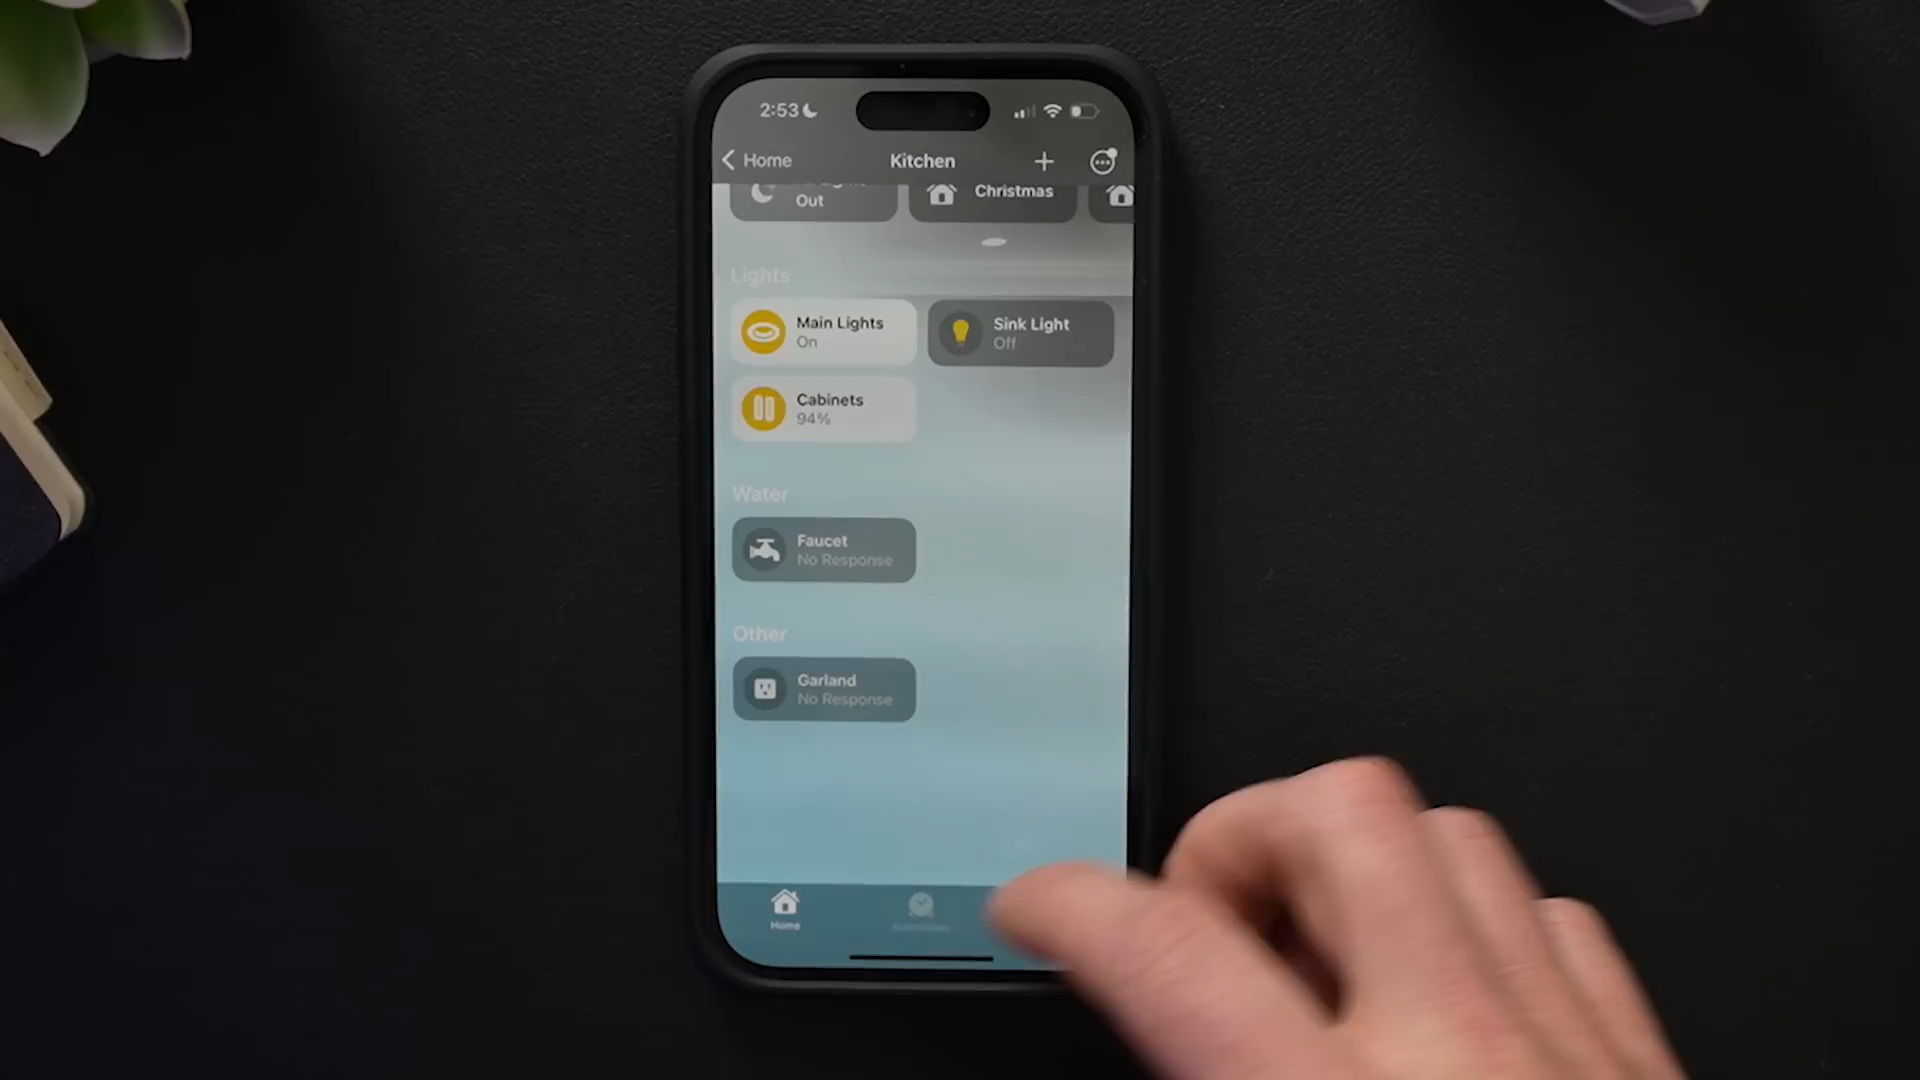 2:53
Home
Kitchen
Out
Christmas
Lights
Main Lights
On
Sink Light
Off
Cabinets
94%
Water
Faucet
No Response
Other
Garland
No Response
Home